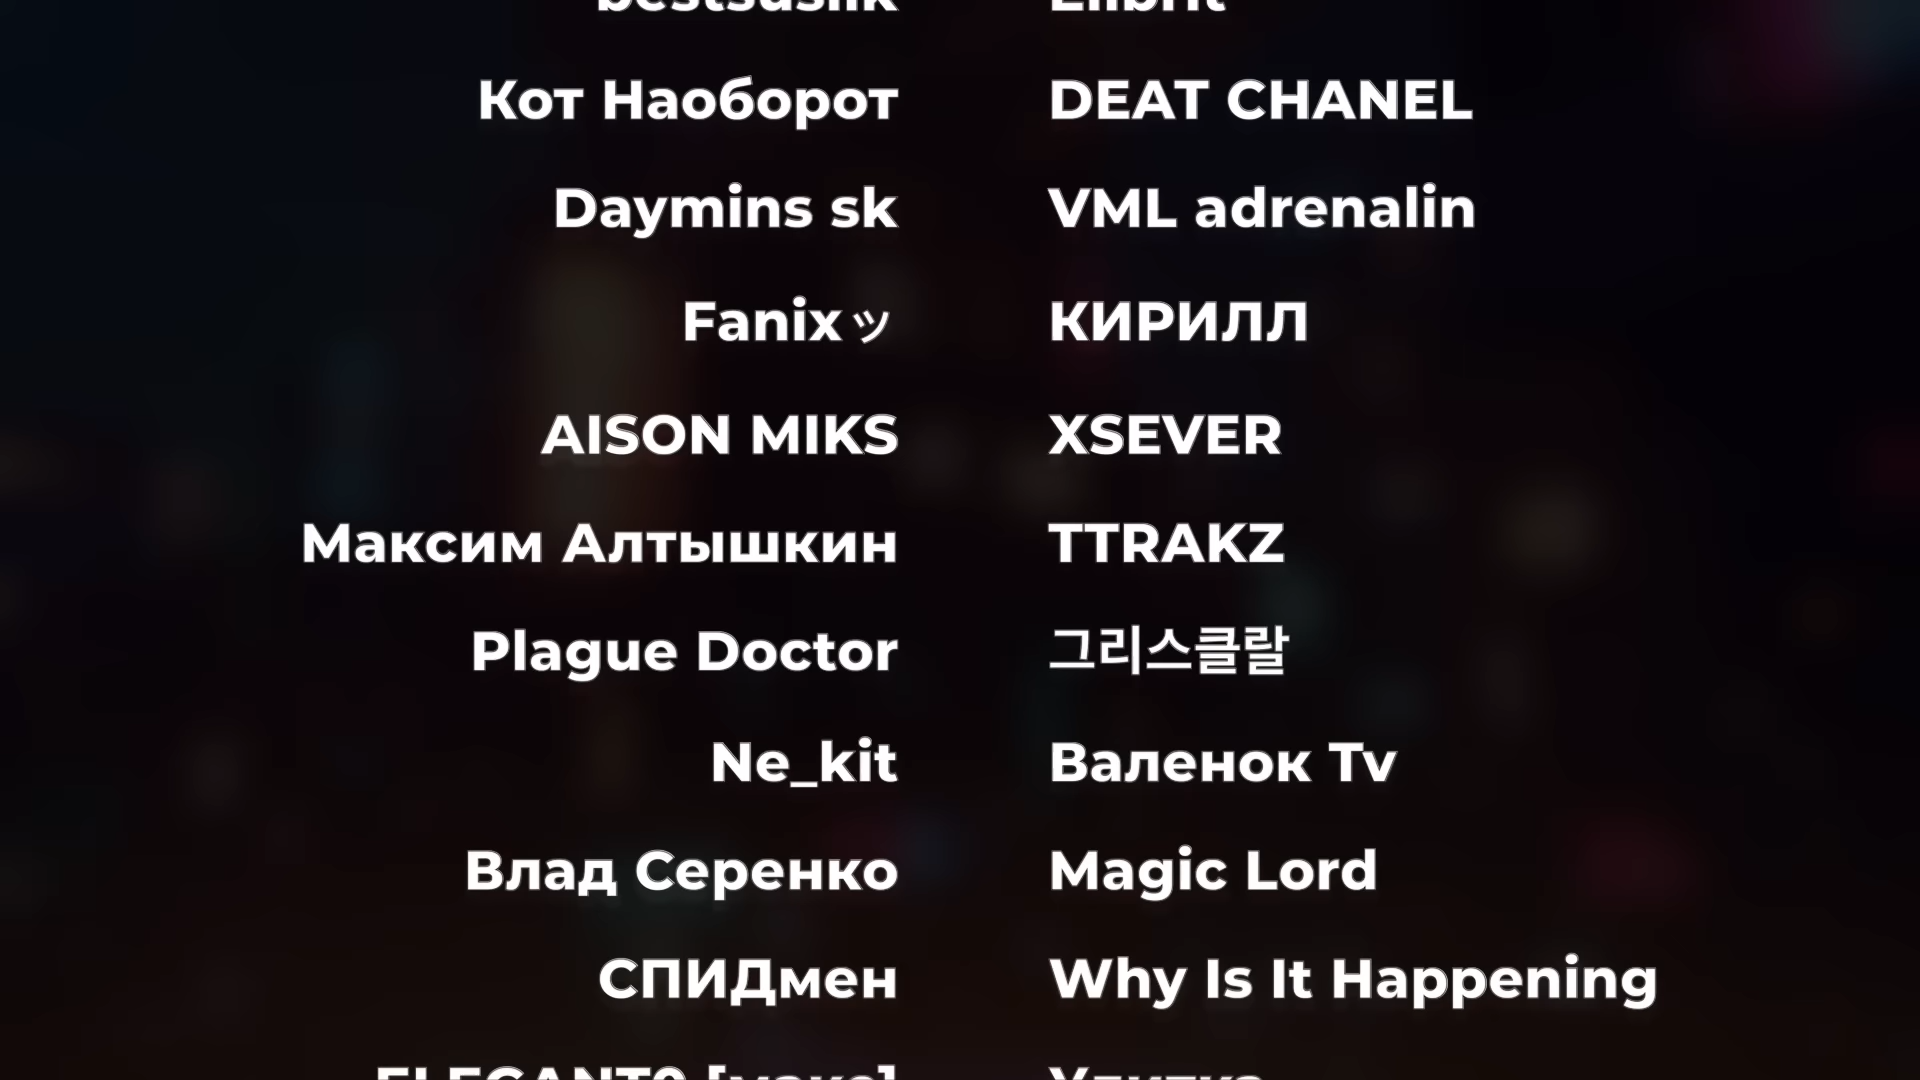 Кот Наоборот DEAT CHANEL
Daymins sk VML adrenalin
Fanixッ КИРИЛЛ
AISON MIKS XSEVER
Максим Алтышкин TTRAKZ
Plague Doctor 그리스클랄
Ne_kit Валенок Tv
Влад Серенко Magic Lord
СПИДмен Why Is It Happening